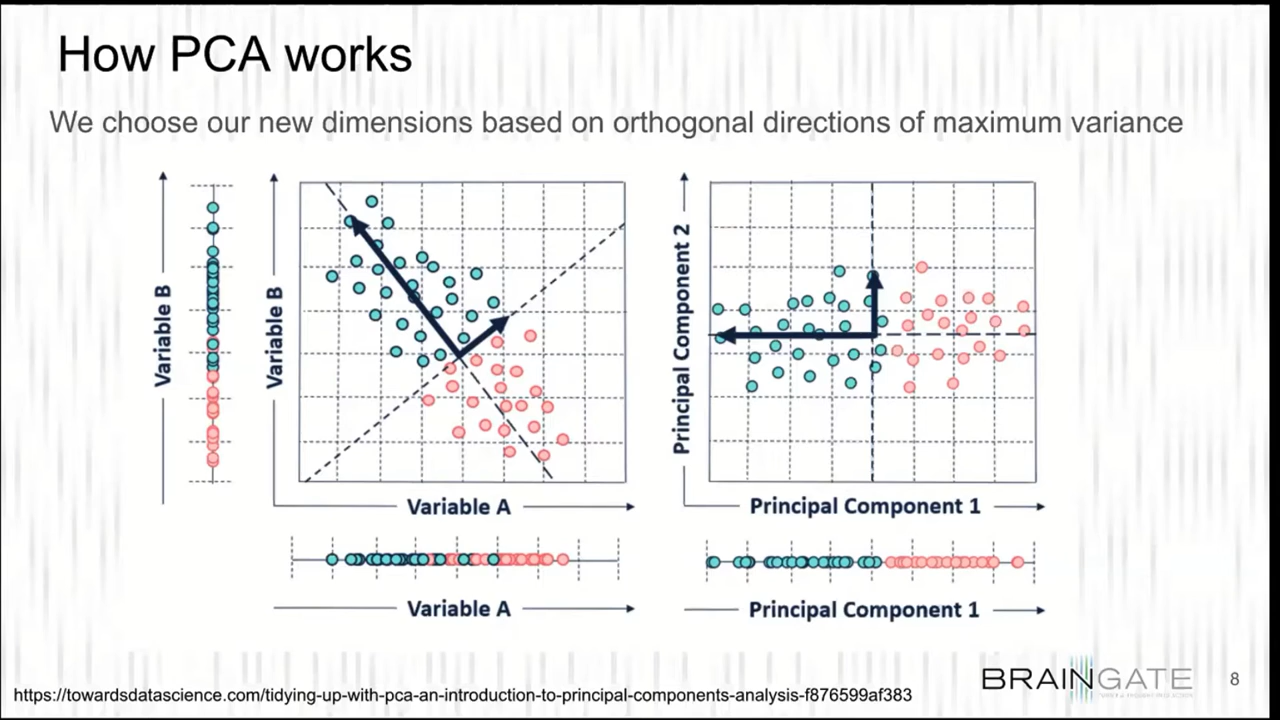 How PCA works
We choose our new dimensions based on orthogonal directions of maximum variance
Variable B
Variable B
Variable A
Variable A
Principal Component 2
Principal Component 1
Principal Component 1
https://towardsdatascience.com/tidying-up-with-pca-an-introduction-to-principal-components-analysis-f876599af383
BRAINGATE
8